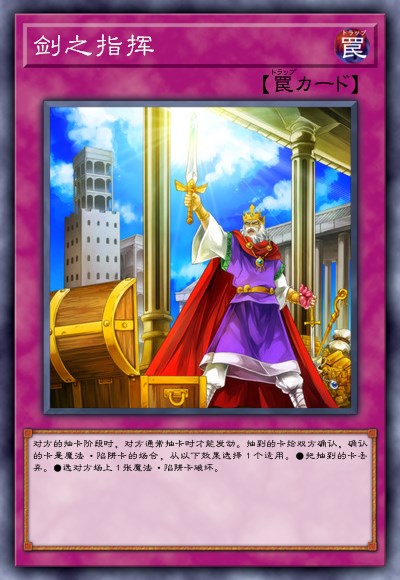 剑之指挥
トラップ
罠
【罠カード】
トラップ
对方的抽卡阶段时,对方通常抽卡时才能发动。抽到的卡给双方确认,确认
的卡是魔法·陷阱卡的场合,从以下效果选择1个适用。●把抽到的卡丢
弃。●选对方场上1张魔法·陷阱卡破坏。